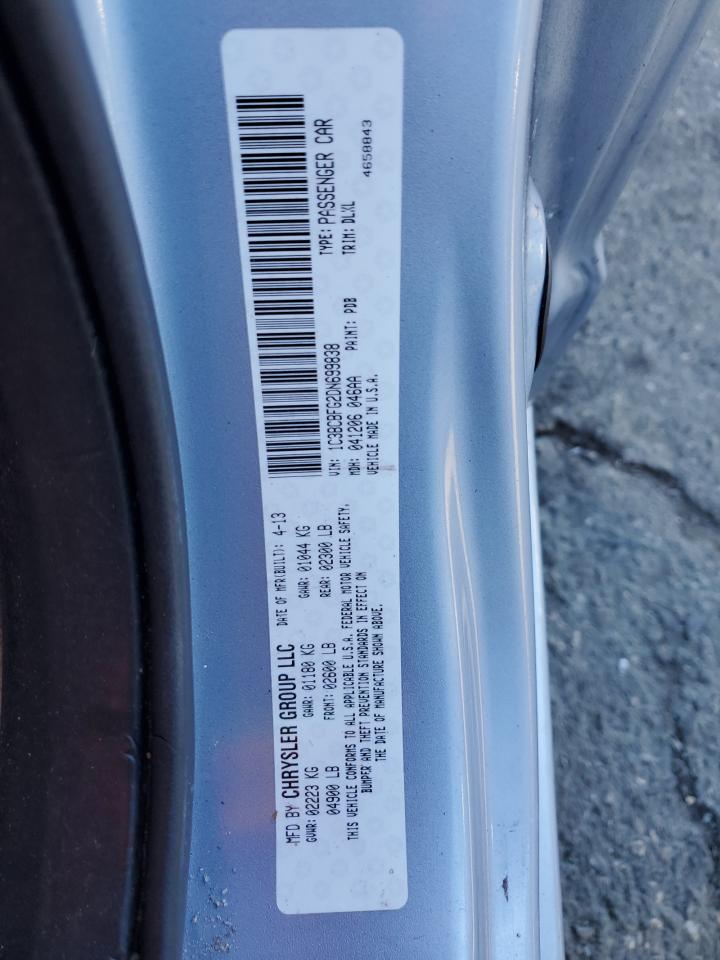 MFD BY CHRYSLER GROUP LLC DATE OF MFR(BUILT): 4-13
GVWR: 02223 KG GAWR: 01180 KG GAWR: 01044 KG
04900 LB FRONT: 02600 LB REAR: 02300 LB
THIS VEHICLE CONFORMS TO ALL APPLICABLE U.S.A. FEDERAL MOTOR VEHICLE SAFETY,
BUMPER AND THEFT PREVENTION STANDARDS IN EFFECT ON
THE DATE OF MANUFACTURE SHOWN ABOVE.
VIN: 1C3BCBFG2DN699838 TYPE: PASSENGER CAR
MDH: 041206 046AA PAINT: PDB TRIM: DLXL
VEHICLE MADE IN U.S.A. 4658843